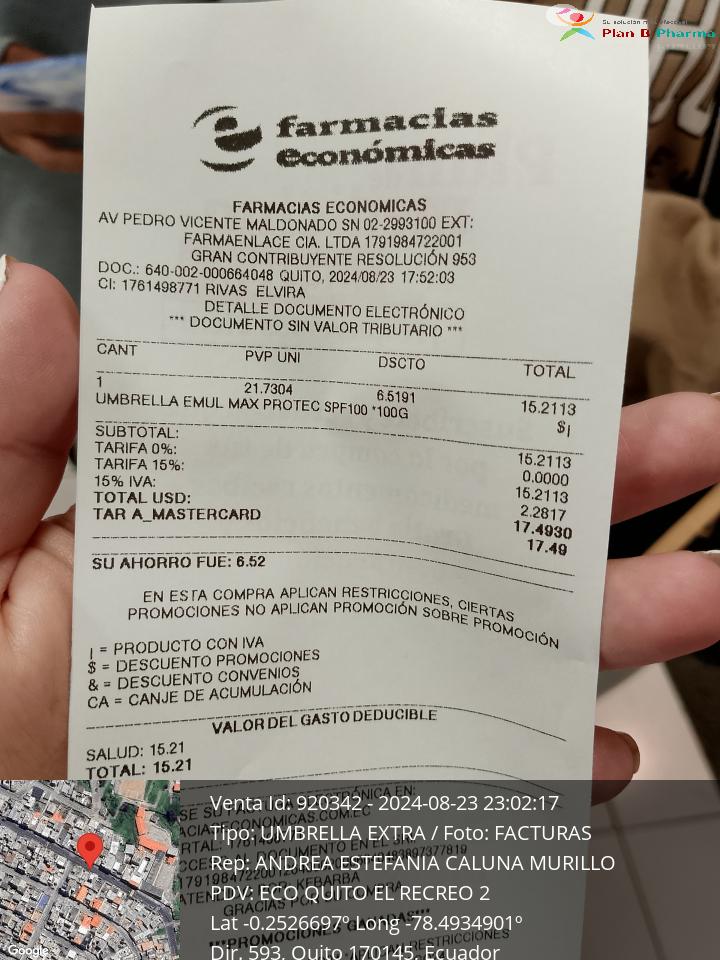 Su solución
Plan B Pharma
farmacias
económicas
FARMACIAS ECONOMICAS
AV PEDRO VICENTE MALDONADO SN 02-2993100 EXT:
FARMAENLACE CIA. LTDA 1791984722001
GRAN CONTRIBUYENTE RESOLUCIÓN 953
DOC.: 640-002-000664048 QUITO, 2024/08/23 17:52:03
CI: 1761498771 RIVAS ELVIRA
DETALLE DOCUMENTO ELECTRÓNICO
*** DOCUMENTO SIN VALOR TRIBUTARIO ***
CANT PVP UNI DSCTO TOTAL
1 21.7304 6.5191 15.2113
UMBRELLA EMUL MAX PROTEC SPF100 *100G $|
SUBTOTAL: 15.2113
TARIFA 0%: 0.0000
TARIFA 15%: 15.2113
15% IVA: 2.2817
TOTAL USD: 17.4930
TAR A_MASTERCARD 17.49
SU AHORRO FUE: 6.52
EN ESTA COMPRA APLICAN RESTRICCIONES, CIERTAS
PROMOCIONES NO APLICAN PROMOCIÓN SOBRE PROMOCIÓN
| = PRODUCTO CON IVA
$ = DESCUENTO PROMOCIONES
& = DESCUENTO CONVENIOS
CA = CANJE DE ACUMULACIÓN
VALOR DEL GASTO DEDUCIBLE
SALUD: 15.21
TOTAL: 15.21
Venta Id: 920342 - 2024-08-23 23:02:17
Tipo: UMBRELLA EXTRA / Foto: FACTURAS
Rep: ANDREA ESTEFANIA CALUNA MURILLO
PDV: ECO QUITO EL RECREO 2
Lat -0.2526697º Long -78.4934901º
Dir. 593, Quito 170145, Ecuador
GRACIAS POR
Google